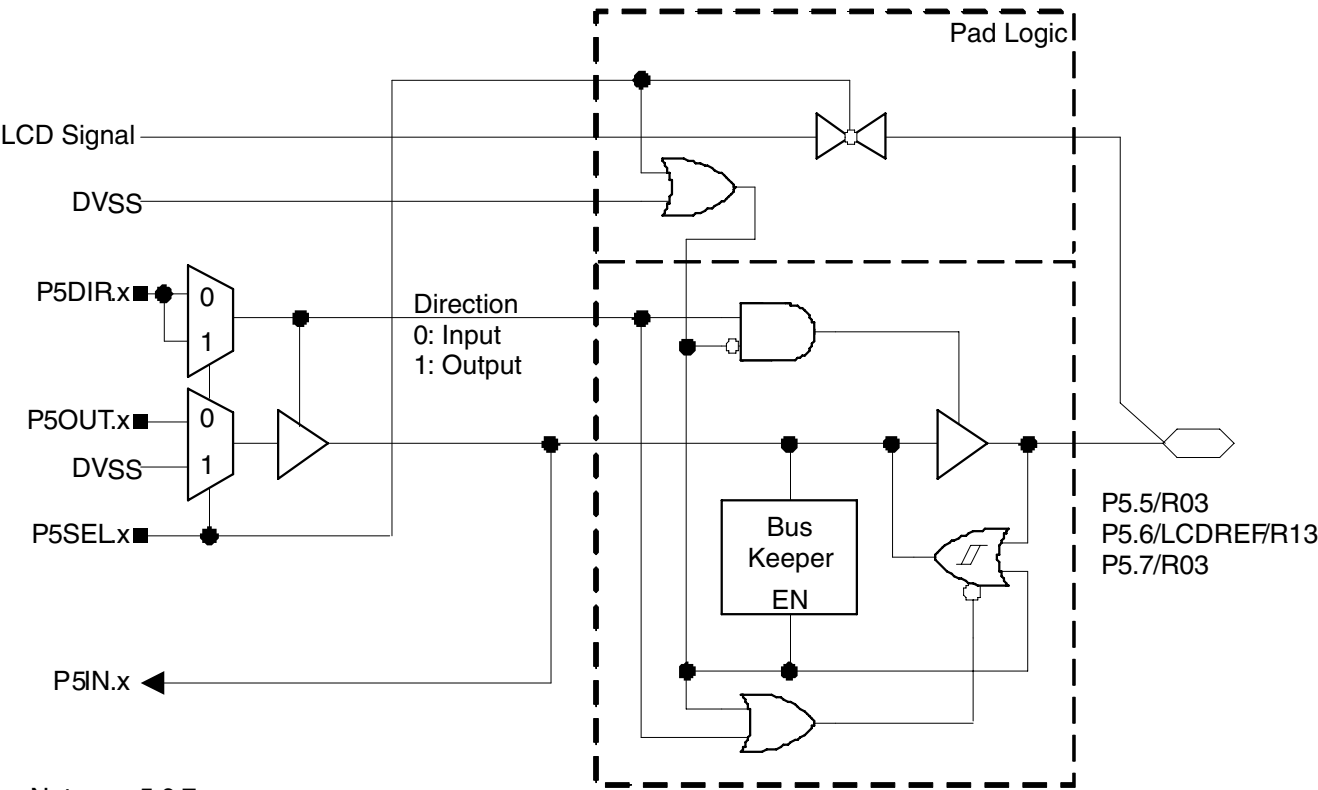 Pad Logic
LCD Signal
DVSS
P5DIR.x
0
1
Direction
0: Input
1: Output
P5OUT.x
0
DVSS
1
P5SEL.x
Bus
Keeper
EN
P5.5/R03
P5.6/LCDREF/R13
P5.7/R03
P5IN.x